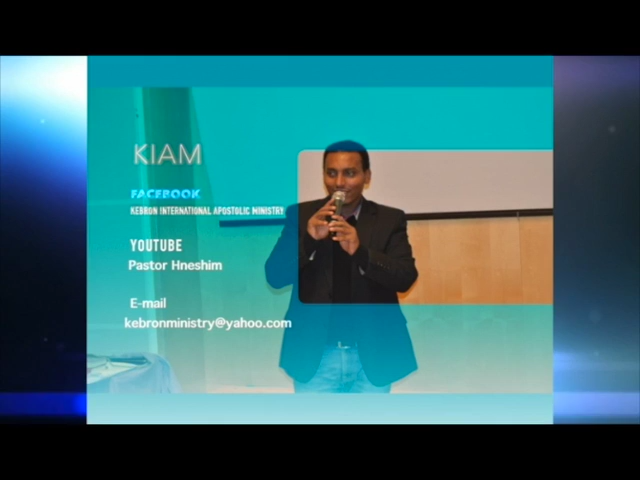 KIAM
FACEBOOK
KEBRON INTERNATIONAL APOSTOLIC MINISTRY
YOUTUBE
Pastor Hneshim
E-mail
kebronministry@yahoo.com